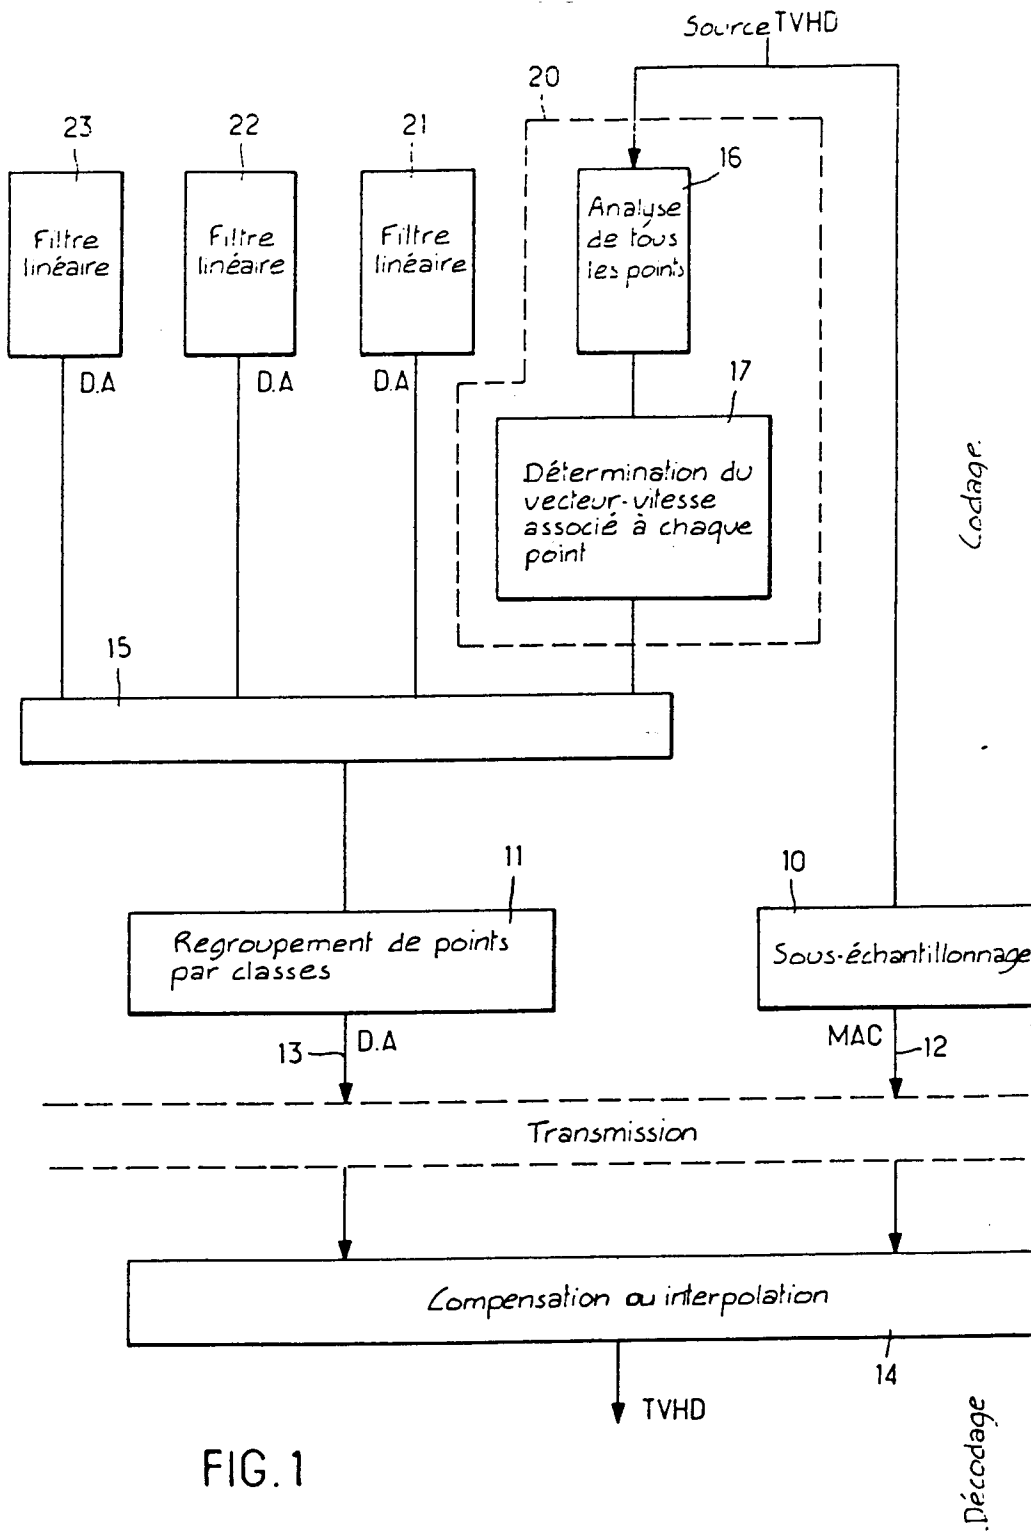 Source TVHD
20
23
22
21
16
Filtre
linéaire
Filtre
linéaire
Filtre
linéaire
Analyse
de tous
les points
D.A
D.A
D.A
17
Détermination du
vecteur-vitesse
associé à chaque
point
Codage.
15
11
10
Regroupement de points
par classes
Sous-échantillonnage
13
D.A
MAC
12
Transmission
Compensation ou interpolation
14
TVHD
FIG.1
Décodage